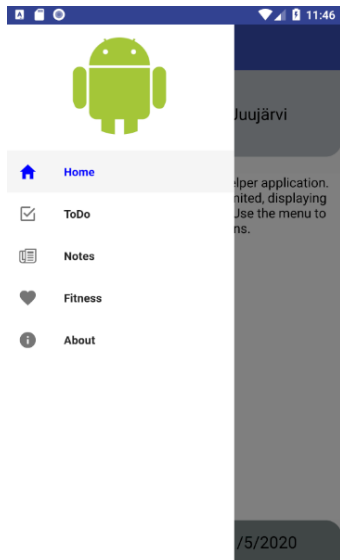 11:46
Juujärvi
Home
elper application.
nited, displaying
ToDo
Use the menu to
ns.
Notes
Fitness
About
/5/2020